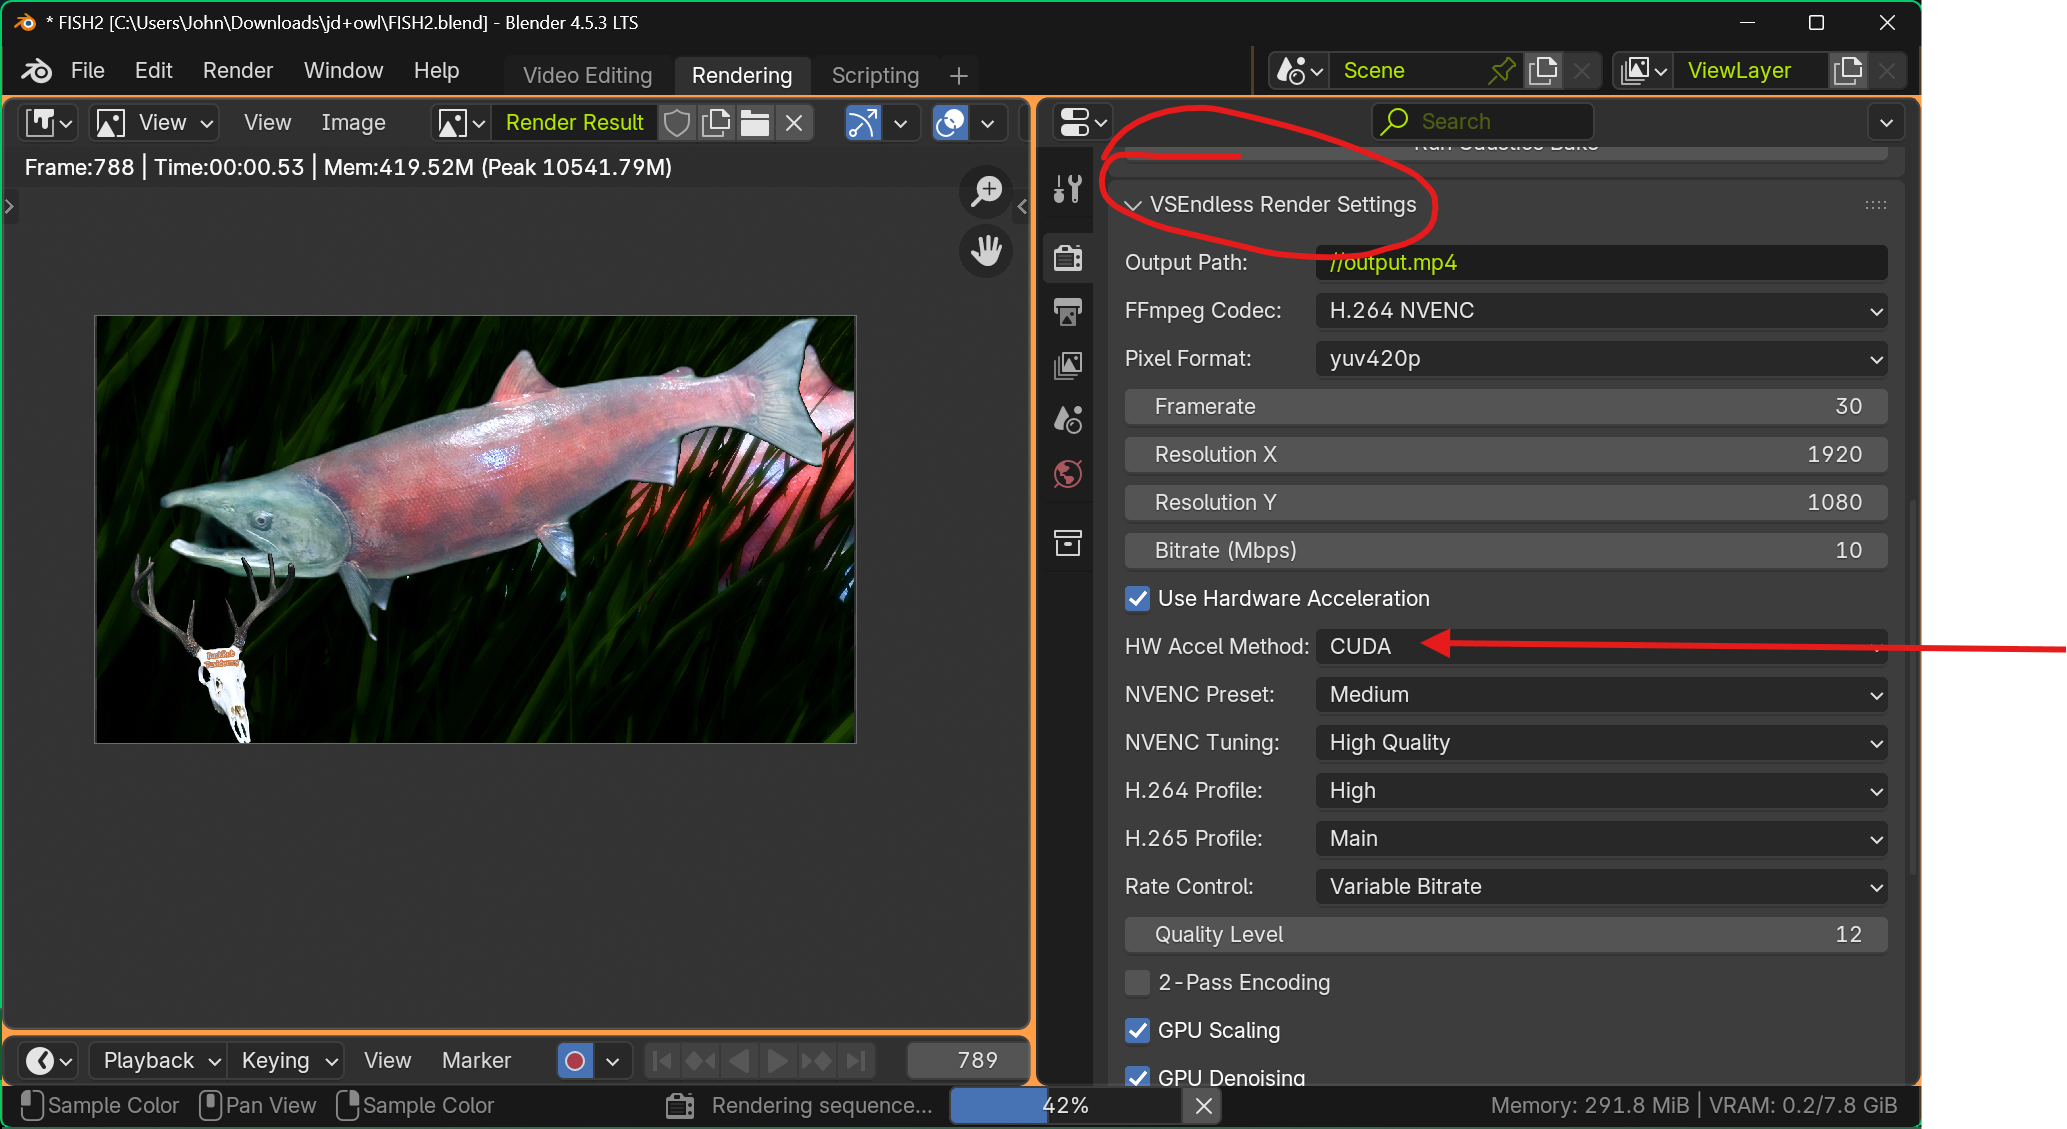 * FISH2 [C:\Users\John\Downloads\jd+owl\FISH2.blend] - Blender 4.5.3 LTS
File Edit Render Window Help Video Editing Rendering Scripting + Scene ViewLayer
View View Image Render Result Search
Frame:788 | Time:00:00.53 | Mem:419.52M (Peak 10541.79M)
Run Caustics Bake
VSEndless Render Settings
Output Path: //output.mp4
FFmpeg Codec: H.264 NVENC
Pixel Format: yuv420p
Framerate 30
Resolution X 1920
Resolution Y 1080
Bitrate (Mbps) 10
Use Hardware Acceleration
HW Accel Method: CUDA
NVENC Preset: Medium
NVENC Tuning: High Quality
H.264 Profile: High
H.265 Profile: Main
Rate Control: Variable Bitrate
Quality Level 12
2-Pass Encoding
GPU Scaling
GPU Denoising
Playback Keying View Marker 789
Sample Color Pan View Sample Color Rendering sequence... 42% Memory: 291.8 MiB | VRAM: 0.2/7.8 GiB